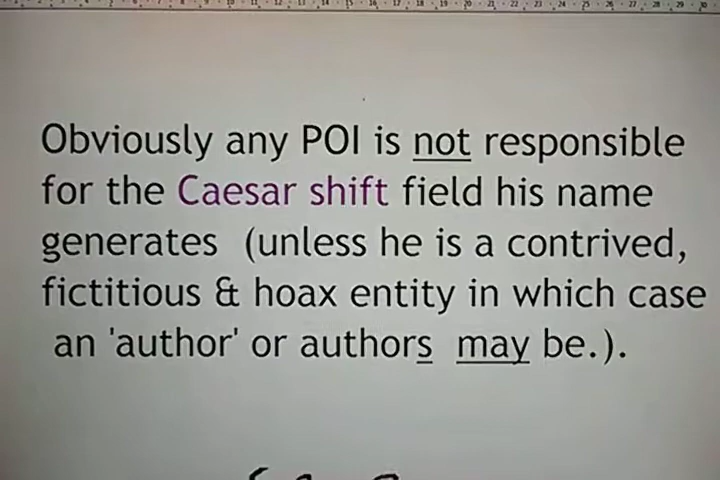 Obviously any POI is not responsible
for the Caesar shift field his name
generates (unless he is a contrived,
fictitious & hoax entity in which case
an 'author' or authors may be.).